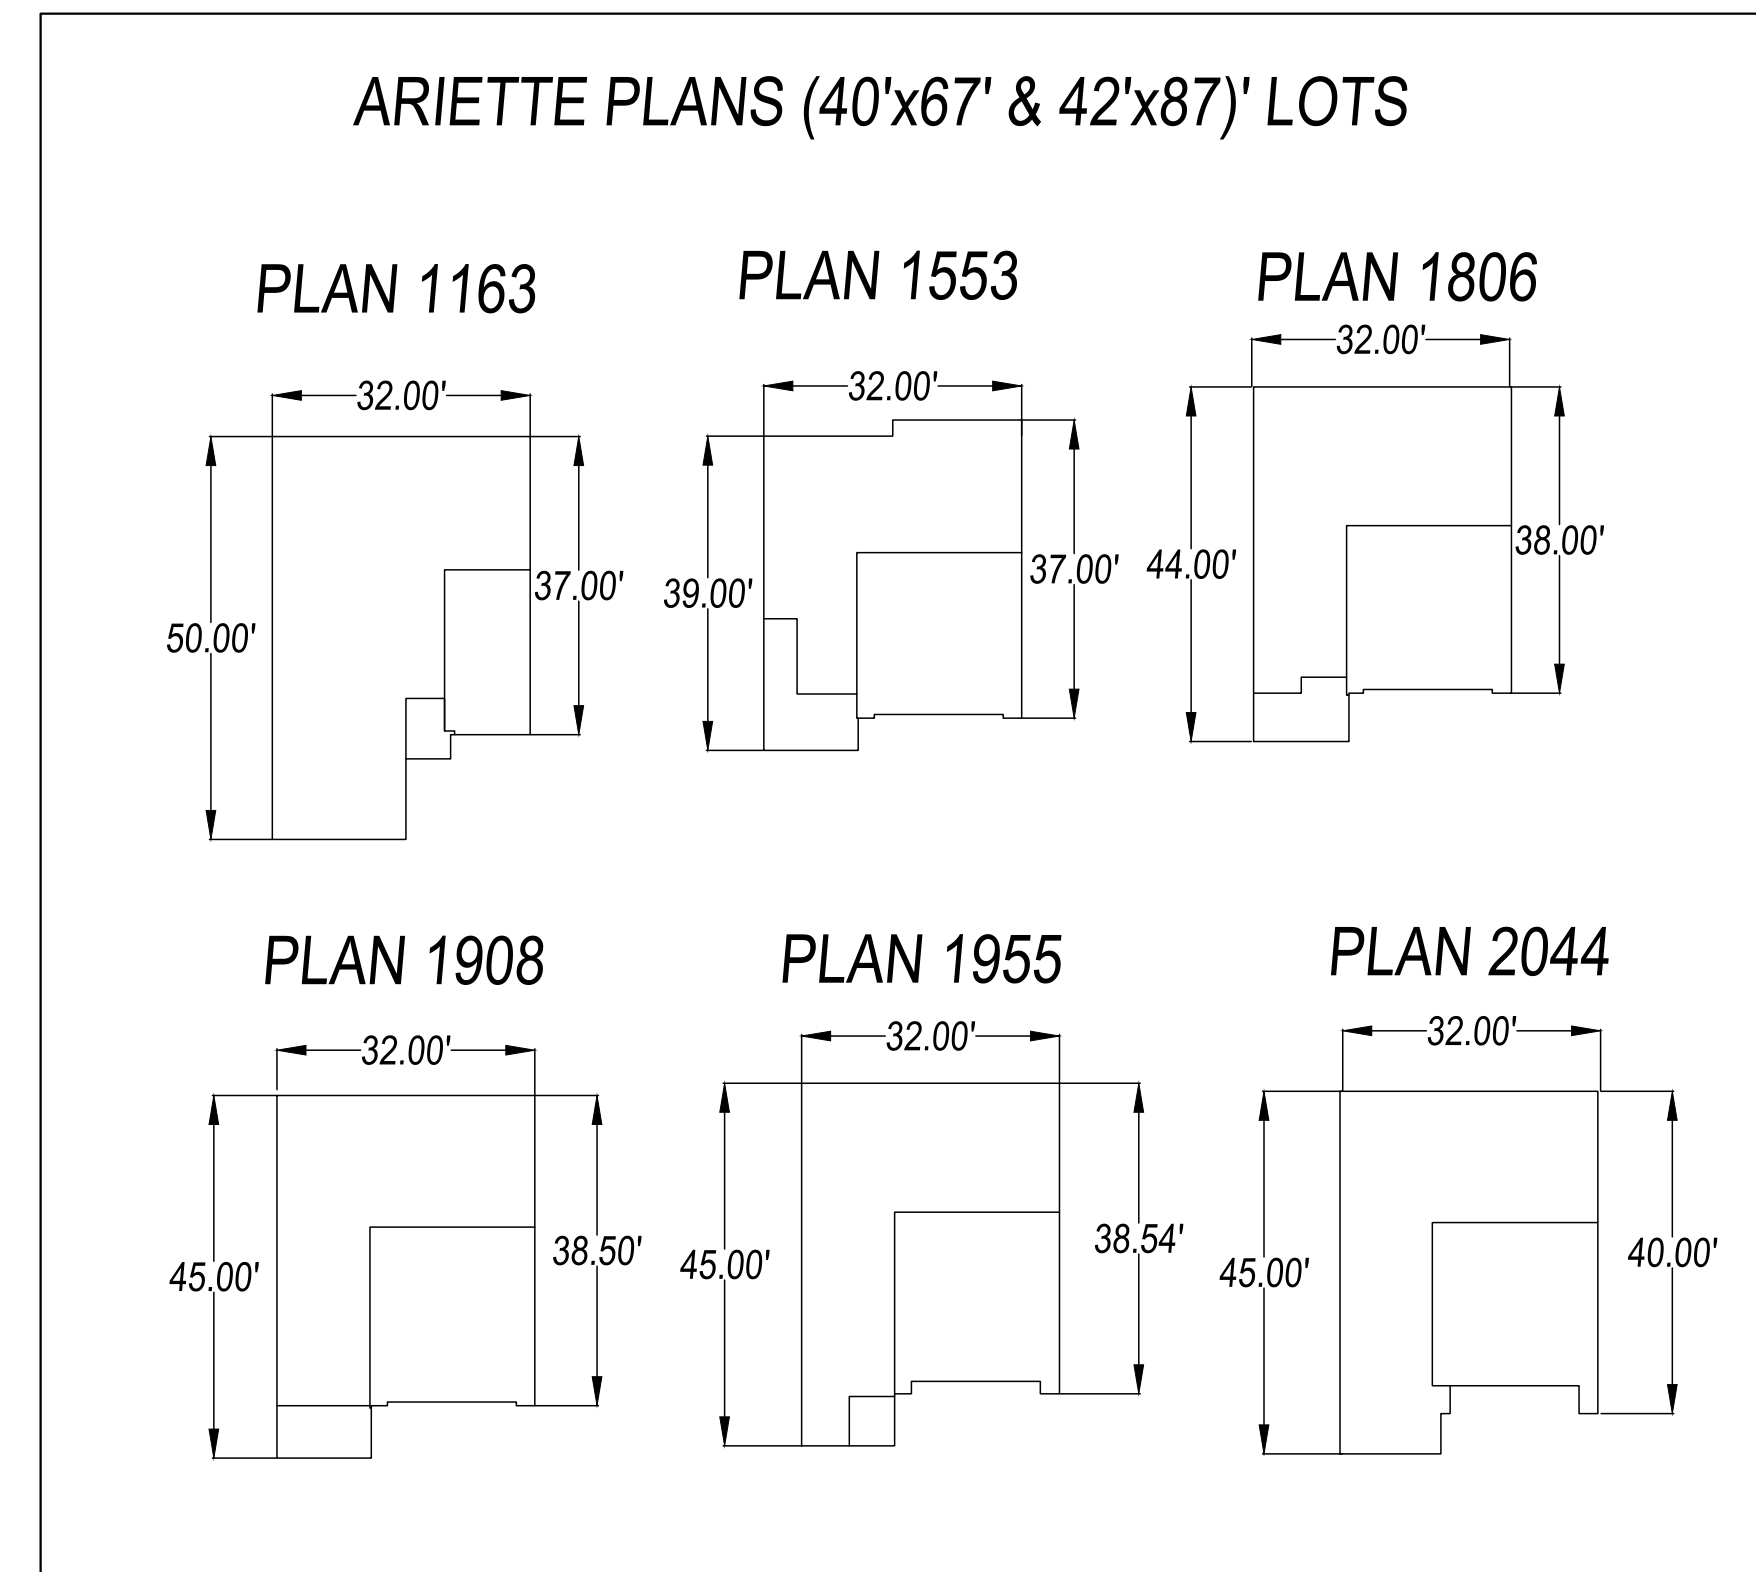 ARIETTE PLANS (40'x67' & 42'x87)' LOTS
PLAN 1163
32.00'
50.00'
37.00'
PLAN 1553
32.00'
39.00'
37.00'
PLAN 1806
32.00'
44.00'
38.00'
PLAN 1908
32.00'
45.00'
38.50'
PLAN 1955
32.00'
45.00'
38.54'
PLAN 2044
32.00'
45.00'
40.00'